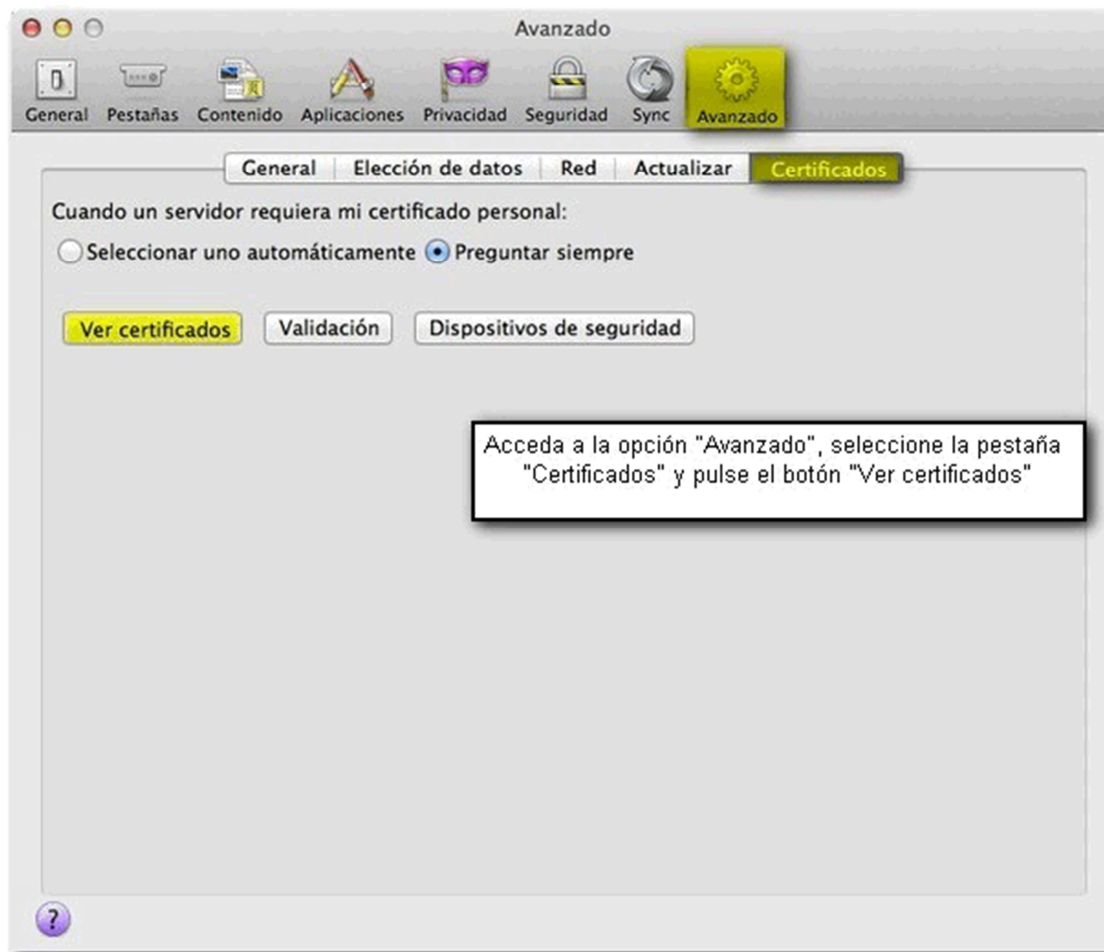 Avanzado
General Pestañas Contenido Aplicaciones Privacidad Seguridad Sync Avanzado
General Elección de datos Red Actualizar Certificados
Cuando un servidor requiera mi certificado personal:
Seleccionar uno automáticamente Preguntar siempre
Ver certificados Validación Dispositivos de seguridad
Acceda a la opción "Avanzado", seleccione la pestaña
"Certificados" y pulse el botón "Ver certificados"
?